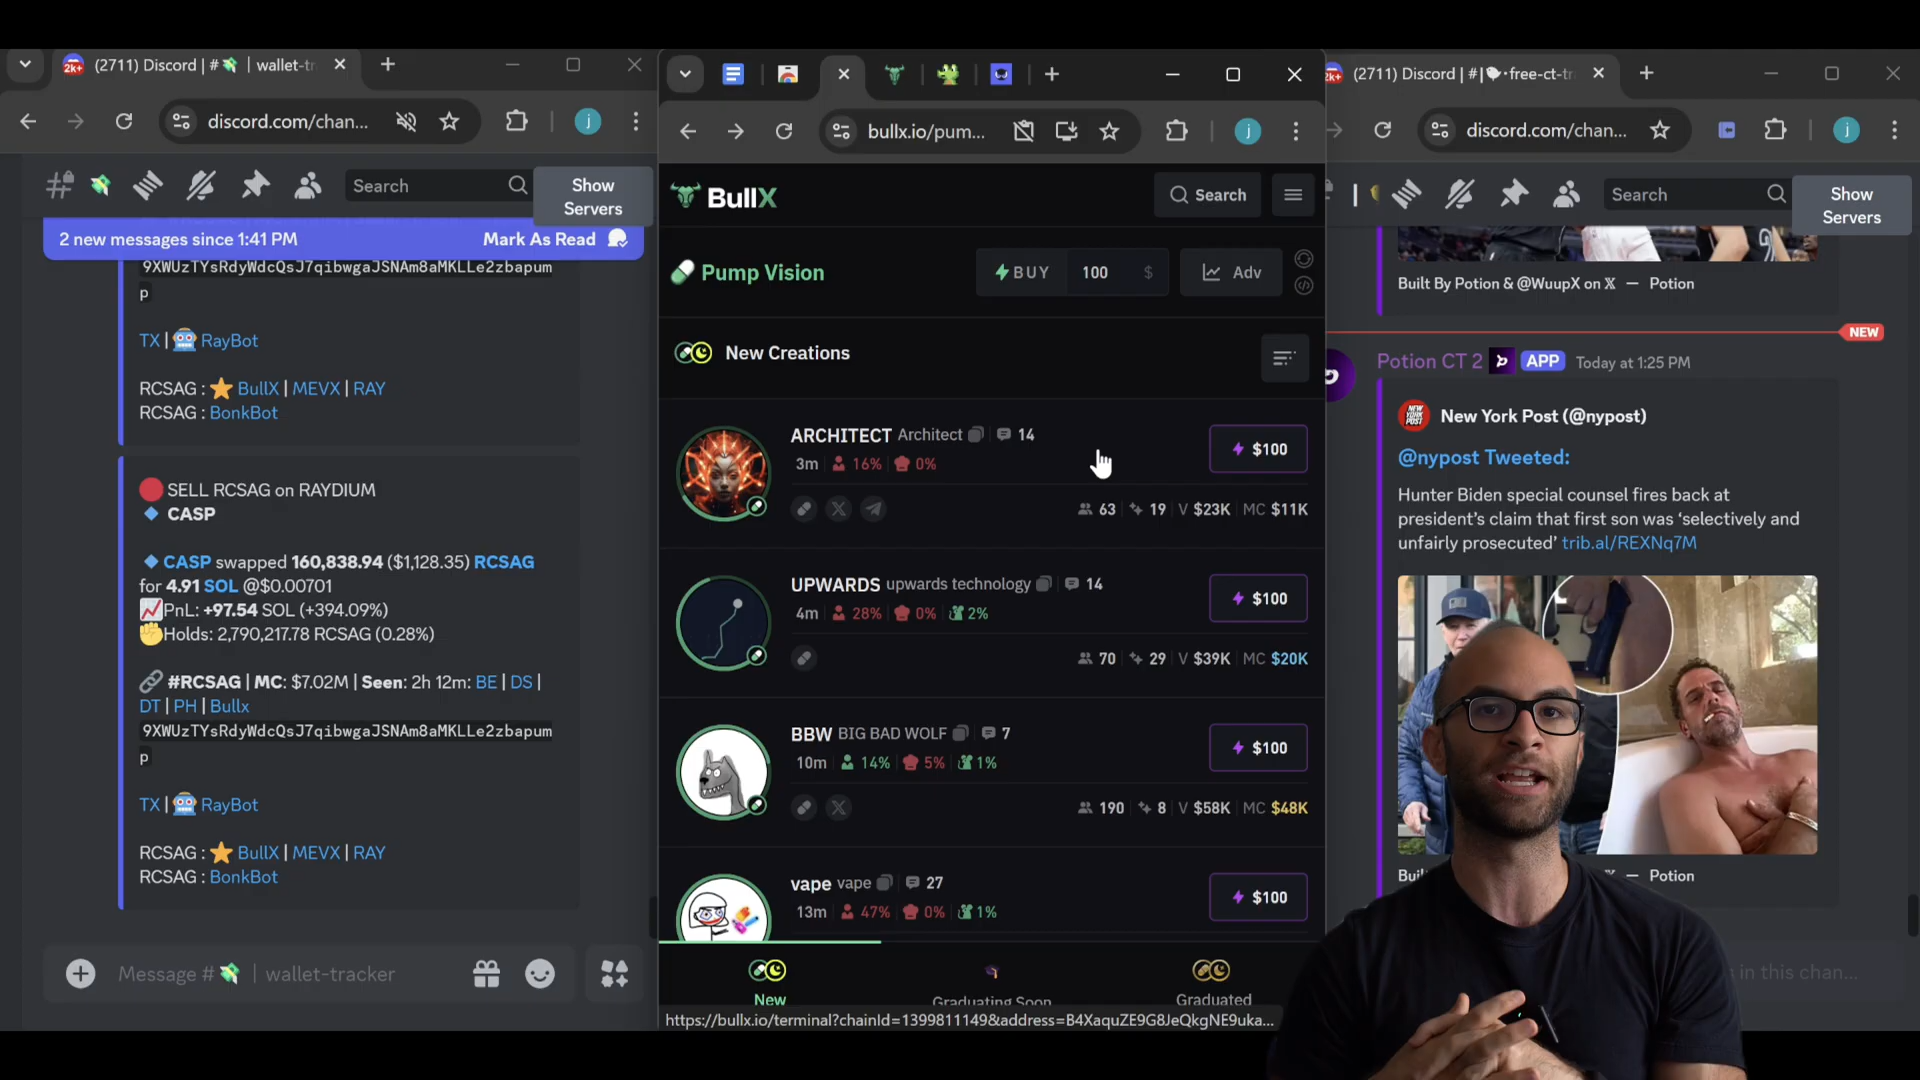 (2711) Discord | # | wallet-tr
discord.com/chan...
Search
Show
Servers
2 new messages since 1:41 PM
Mark As Read
9XWUzTYsRdyWdcQsJ7qibwgaJSNAm8aMKLLe2zbapum
p
TX | RayBot
RCSAG : BullX | MEVX | RAY
RCSAG : BonkBot
SELL RCSAG on RAYDIUM
CASP
CASP swapped 160,838.94 ($1,128.35) RCSAG
for 4.91 SOL @$0.00701
PnL: +97.54 SOL (+394.09%)
Holds: 2,790,217.78 RCSAG (0.28%)
#RCSAG | MC: $7.02M | Seen: 2h 12m: BE | DS |
DT | PH | Bullx
9XWUzTYsRdyWdcQsJ7qibwgaJSNAm8aMKLLe2zbapum
p
TX | RayBot
RCSAG : BullX | MEVX | RAY
RCSAG : BonkBot
Message # | wallet-tracker
bullx.io/pum...
BullX
Search
Pump Vision
BUY 100 $
Adv
New Creations
ARCHITECT Architect 14
3m 16% 0%
$100
63 19 V $23K MC $11K
UPWARDS upwards technology 14
4m 28% 0% 2%
$100
70 29 V $39K MC $20K
BBW BIG BAD WOLF 7
10m 14% 5% 1%
$100
190 8 V $58K MC $48K
vape vape 27
13m 47% 0% 1%
$100
New
Graduating Soon
Graduated
https://bullx.io/terminal?chainId=1399811149&address=B4XaquZE9G8JeQkgNE9uka...
(2711) Discord | #| •free-ct-tr
discord.com/chan...
Search
Show
Servers
Built By Potion & @WuupX on 𝕏 — Potion
NEW
Potion CT 2 APP Today at 1:25 PM
NEW YORK POST
New York Post (@nypost)
@nypost Tweeted:
Hunter Biden special counsel fires back at
president's claim that first son was 'selectively and
unfairly prosecuted' trib.al/REXNq7M
— Potion
s in this chan...